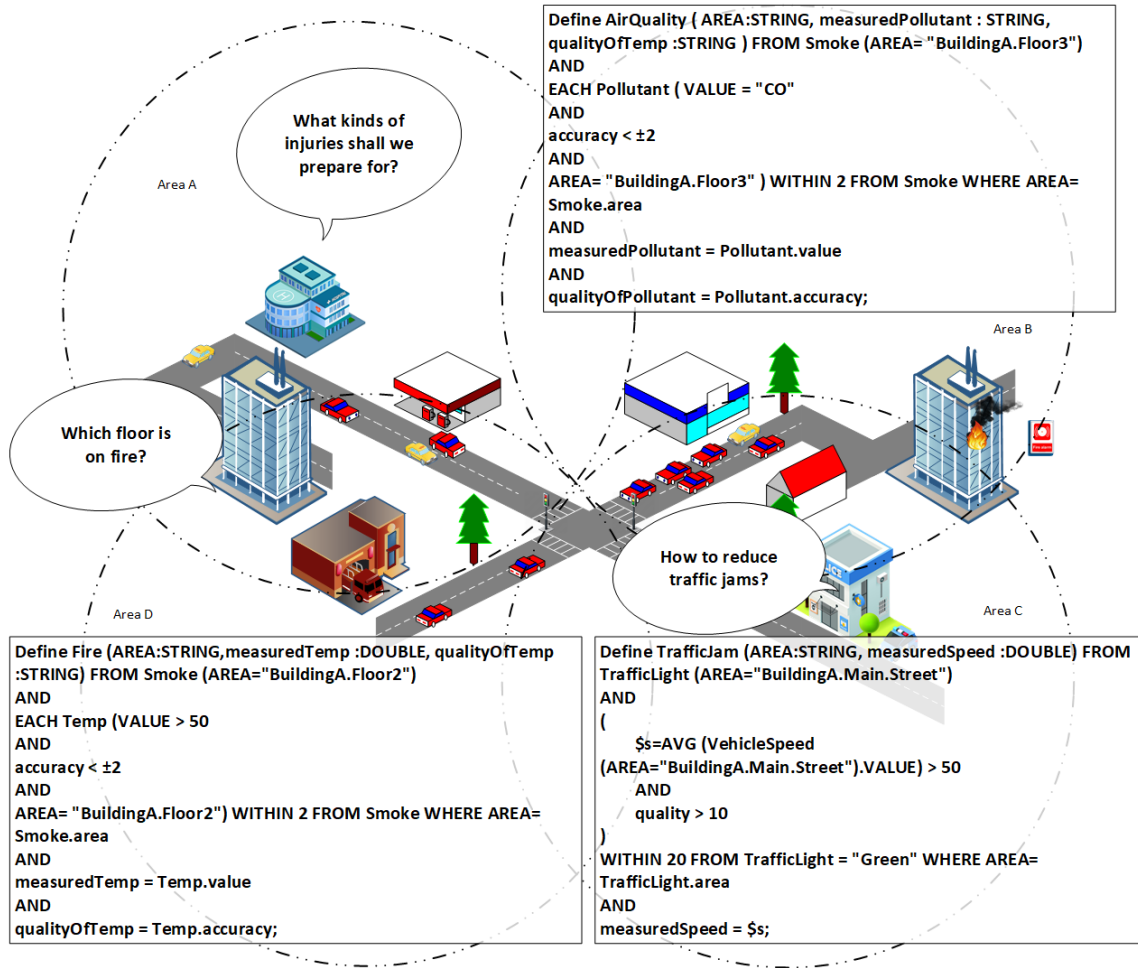 Define AirQuality ( AREA:STRING, measuredPollutant : STRING,
qualityOfTemp :STRING ) FROM Smoke (AREA= "BuildingA.Floor3")
AND
EACH Pollutant ( VALUE = "CO"
AND
accuracy < ±2
AND
AREA= "BuildingA.Floor3" ) WITHIN 2 FROM Smoke WHERE AREA=
Smoke.area
AND
measuredPollutant = Pollutant.value
AND
qualityOfPollutant = Pollutant.accuracy;
What kinds of
injuries shall we
prepare for?
Area A
Area B
Which floor is
on fire?
How to reduce
traffic jams?
Area D
Area C
Define Fire (AREA:STRING,measuredTemp :DOUBLE, qualityOfTemp
:STRING) FROM Smoke (AREA="BuildingA.Floor2")
AND
EACH Temp (VALUE > 50
AND
accuracy < ±2
AND
AREA= "BuildingA.Floor2") WITHIN 2 FROM Smoke WHERE AREA=
Smoke.area
AND
measuredTemp = Temp.value
AND
qualityOfTemp = Temp.accuracy;
Define TrafficJam (AREA:STRING, measuredSpeed :DOUBLE) FROM
TrafficLight (AREA="BuildingA.Main.Street")
AND
(
$s=AVG (VehicleSpeed
(AREA="BuildingA.Main.Street").VALUE) > 50
AND
quality > 10
)
WITHIN 20 FROM TrafficLight = "Green" WHERE AREA=
TrafficLight.area
AND
measuredSpeed = $s;